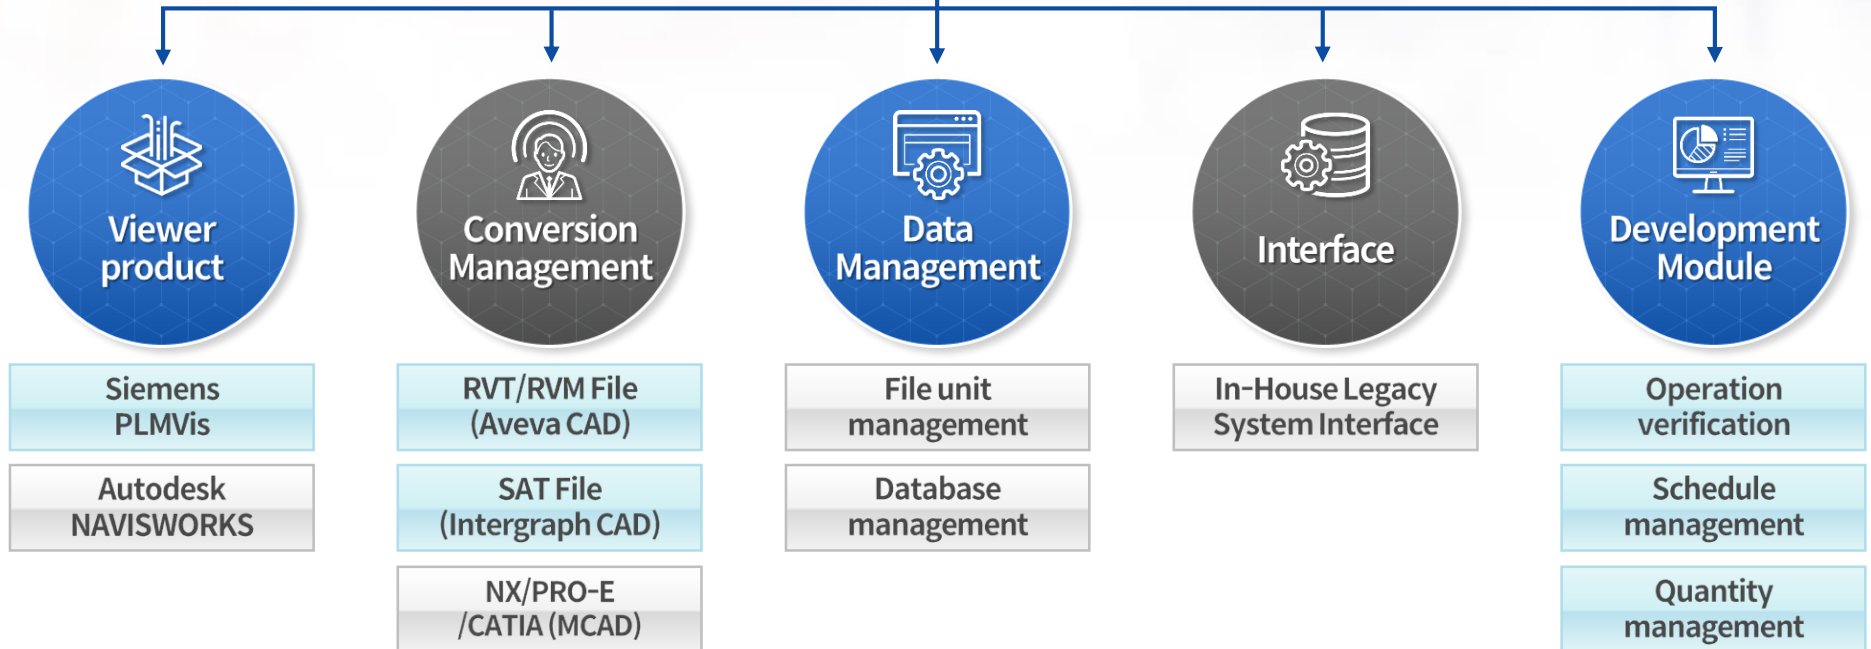 Viewer
product
Conversion
Management
Data
Management
Interface
Development
Module
Siemens
PLMVis
Autodesk
NAVISWORKS
RVT/RVM File
(Aveva CAD)
SAT File
(Intergraph CAD)
NX/PRO-E
/CATIA (MCAD)
File unit
management
Database
management
In-House Legacy
System Interface
Operation
verification
Schedule
management
Quantity
management